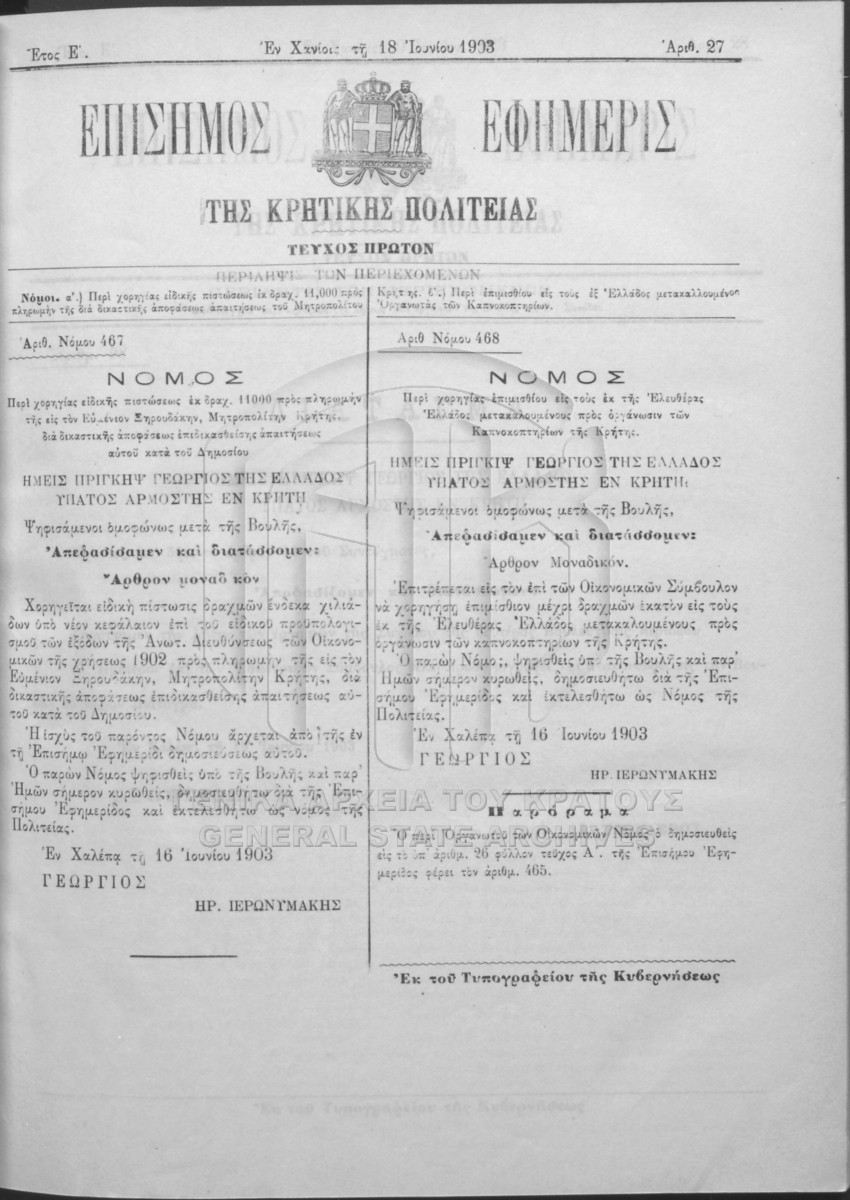 Ἔτος Ε΄.
Ἐν Χανίοις τῇ 18 Ἰουνίου 1903
Ἀριθ. 27
ΕΠΙΣΗΜΟΣ ΕΦΗΜΕΡΙΣ
ΤΗΣ ΚΡΗΤΙΚΗΣ ΠΟΛΙΤΕΙΑΣ
ΤΕΥΧΟΣ ΠΡΩΤΟΝ
ΠΕΡΙΛΗΨΙΣ ΤΩΝ ΠΕΡΙΕΧΟΜΕΝΩΝ
Νόμοι. α΄.) Περὶ χορηγίας εἰδικῆς πιστώσεως ἐκ δραχ. 11,000 πρὸς
πληρωμὴν τῆς διὰ δικαστικῆς ἀποφάσεως ἀπαιτήσεως τοῦ Μητροπολίτου
Κρήτης. β΄.) Περὶ ἐπιμισθίου εἰς τοὺς ἐξ Ἑλλάδος μετακαλουμένους
Ὀργανωτὰς τῶν Καπνοκοπτηρίων.
Ἀριθ. Νόμου 467
ΝΟΜΟΣ
Περὶ χορηγίας εἰδικῆς πιστώσεως ἐκ δραχ. 11000 πρὸς πληρωμὴν
τῆς εἰς τὸν Εὐμένιον Ξηρουδάκην, Μητροπολίτην Κρήτης,
διὰ δικαστικῆς ἀποφάσεως ἐπιδικασθείσης ἀπαιτήσεως
αὐτοῦ κατὰ τοῦ Δημοσίου
ΗΜΕΙΣ ΠΡΙΓΚΗΨ ΓΕΩΡΓΙΟΣ ΤΗΣ ΕΛΛΑΔΟΣ
ΥΠΑΤΟΣ ΑΡΜΟΣΤΗΣ ΕΝ ΚΡΗΤΗ
Ψηφισάμενοι ὁμοφώνως μετὰ τῆς Βουλῆς,
Ἀπεφασίσαμεν καὶ διατάσσομεν:
Ἄρθρον μοναδ κὸν
Χορηγεῖται εἰδικὴ πίστωσις δραχμῶν ἕνδεκα χιλιά-
δων ὑπὸ νέον κεφάλαιον ἐπὶ τοῦ εἰδικοῦ προϋπολογι-
σμοῦ τῶν ἐξόδων τῆς Ἀνωτ. Διευθύνσεως τῶν Οἰκονο-
μικῶν τῆς χρήσεως 1902 πρὸς πληρωμὴν τῆς εἰς τὸν
Εὐμένιον Ξηρουδάκην, Μητροπολίτην Κρήτης, διὰ
δικαστικῆς ἀποφάσεως ἐπιδικασθείσης ἀπαιτήσεως αὐ-
τοῦ κατὰ τοῦ Δημοσίου.
Ἡ ἰσχὺς τοῦ παρόντος Νόμου ἄρχεται ἀπὸ τῆς ἐν
τῇ Ἐπισήμῳ Ἐφημερίδι δημοσιεύσεως αὐτοῦ.
Ὁ παρὼν Νόμος ψηφισθεὶς ὑπὸ τῆς Βουλῆς καὶ παρ᾽
Ἡμῶν σήμερον κυρωθείς, δημοσιευθήτω διὰ τῆς Ἐπι-
σήμου Ἐφημερίδος καὶ ἐκτελεσθήτω ὡς νόμος τῆς
Πολιτείας.
Ἐν Χαλέπᾳ τῇ 16 Ἰουνίου 1903
ΓΕΩΡΓΙΟΣ
ΗΡ. ΙΕΡΩΝΥΜΑΚΗΣ
Αριθ Νόμου 468
ΝΟΜΟΣ
Περὶ χορηγίας ἐπιμισθίου εἰς τοὺς ἐκ τῆς Ἐλευθέρας
Ἑλλάδος μετακαλουμένους πρὸς ὀργάνωσιν τῶν
Καπνοκοπτηρίων τῆς Κρήτης.
ΗΜΕΙΣ ΠΡΙΓΚΙΨ ΓΕΩΡΓΙΟΣ ΤΗΣ ΕΛΛΑΔΟΣ
ΥΠΑΤΟΣ ΑΡΜΟΣΤΗΣ ΕΝ ΚΡΗΤΗ:
Ψηφισάμενοι ὁμοφώνως μετὰ τῆς Βουλῆς,
Ἀπεφασίσαμεν καὶ διατάσσομεν:
Ἄρθρον Μοναδικόν.
Ἐπιτρέπεται εἰς τὸν ἐπὶ τῶν Οἰκονομικῶν Σύμβουλον
νὰ χορηγήσῃ ἐπιμίσθιον μέχρι δραχμῶν ἑκατὸν εἰς τοὺς
ἐκ τῆς Ἐλευθέρας Ἑλλάδος μετακαλουμένους πρὸς
ὀργάνωσιν τῶν καπνοκοπτηρίων τῆς Κρήτης.
Ὁ παρὼν Νόμος, ψηφισθεὶς ὑπὸ τῆς Βουλῆς καὶ παρ᾽
Ἡμῶν σήμερον κυρωθείς, δημοσιευθήτω διὰ τῆς Ἐπι-
σήμου Ἐφημερίδος καὶ ἐκτελεσθήτω ὡς Νόμος τῆς
Πολιτείας.
Ἐν Χαλέπᾳ τῇ 16 Ιουνίου 1903
ΓΕΩΡΓΙΟΣ
ΗΡ. ΙΕΡΩΝΥΜΑΚΗΣ
Παρόραμα
Ὁ περὶ Ὀργανωτοῦ τῶν Οἰκονομικῶν Νόμος ὁ δημοσιευθεὶς
εἰς τὸ ὑπ᾽ ἀριθμ. 26 φύλλον τεῦχος Α΄. τῆς Ἐπισήμου Ἐφη-
μερίδος φέρει τὸν ἀριθμ. 465.
Ἐκ τοῦ Τυπογραφείου τῆς Κυβερνήσεως
ΓΕΝΙΚΑ ΑΡΧΕΙΑ ΤΟΥ ΚΡΑΤΟΥΣ
GENERAL STATE ARCHIVES